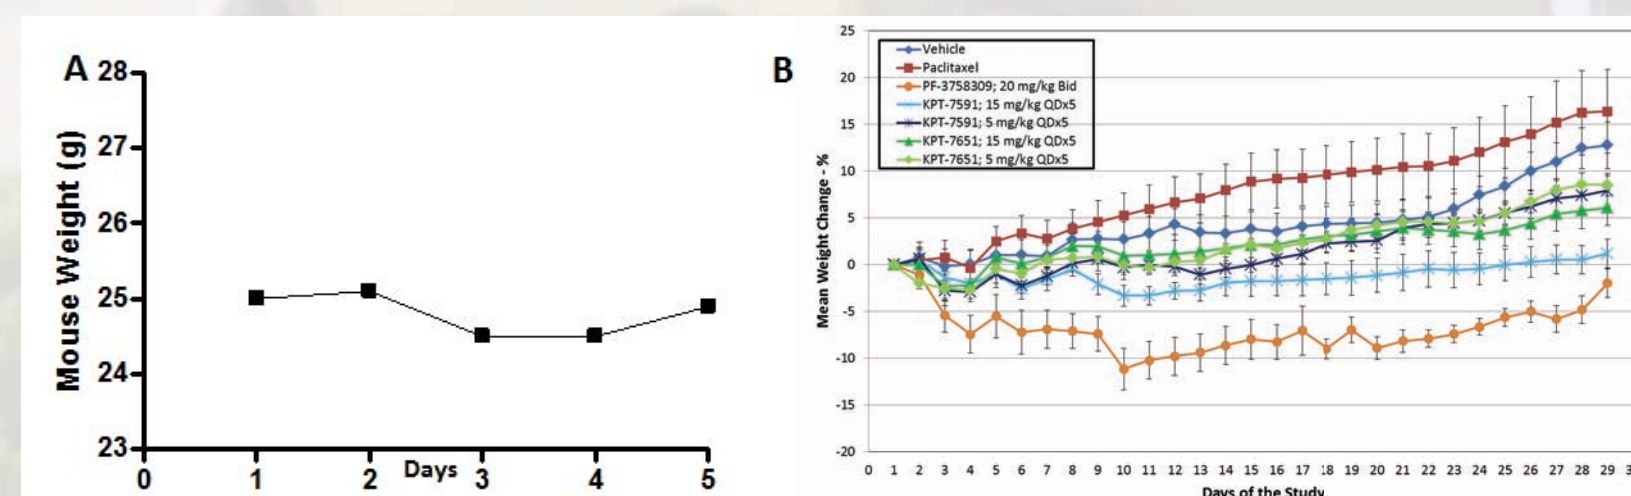 A
28
27
26
25
24
23
Mouse Weight (g)
0 1 2 3 4 5
Days
B
25
20
15
10
5
0
-5
-10
-15
-20
Mean Weight Change - %
Vehicle
Paclitaxel
PF-3758309; 20 mg/kg Bid
KPT-7591; 15 mg/kg QDx5
KPT-7591; 5 mg/kg QDx5
KPT-7651; 15 mg/kg QDx5
KPT-7651; 5 mg/kg QDx5
0 1 2 3 4 5 6 7 8 9 10 11 12 13 14 15 16 17 18 19 20 21 22 23 24 25 26 27 28 29
Days of the Study